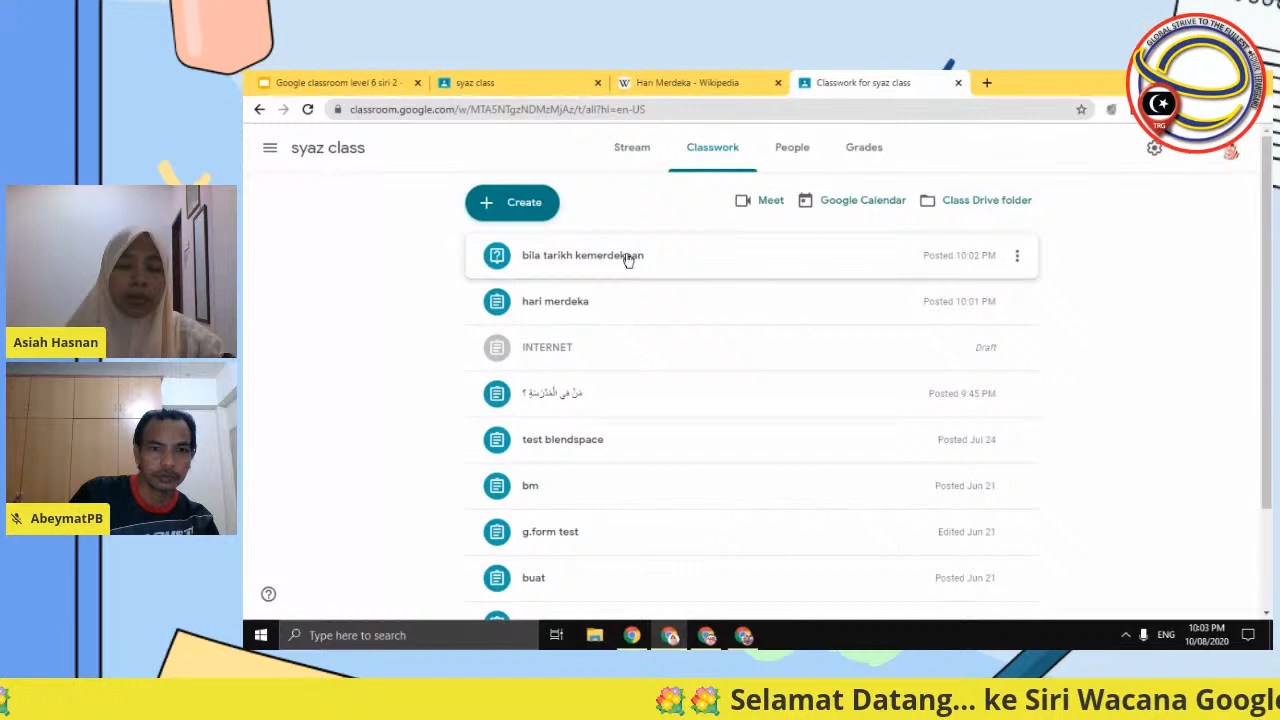 GLOBAL STRIVE TO THE FULLEST
TRG
Google classroom level 6 siri 2 -
syaz class
Hari Merdeka - Wikipedia
Classwork for syaz class
classroom.google.com/w/MTA5NTgzNDMzMjAz/t/all?hl=en-US
syaz class
Stream
Classwork
People
Grades
Create
Meet
Google Calendar
Class Drive folder
bila tarikh kemerdekaan
Posted 10:02 PM
hari merdeka
Posted 10:01 PM
INTERNET
Draft
مَنْ فِي الْمَدْرَسَةِ ؟
Posted 9:45 PM
test blendspace
Posted Jul 24
bm
Posted Jun 21
g.form test
Edited Jun 21
buat
Posted Jun 21
Asiah Hasnan
AbeymatPB
Type here to search
ENG
10:03 PM
10/08/2020
Selamat Datang... ke Siri Wacana Google